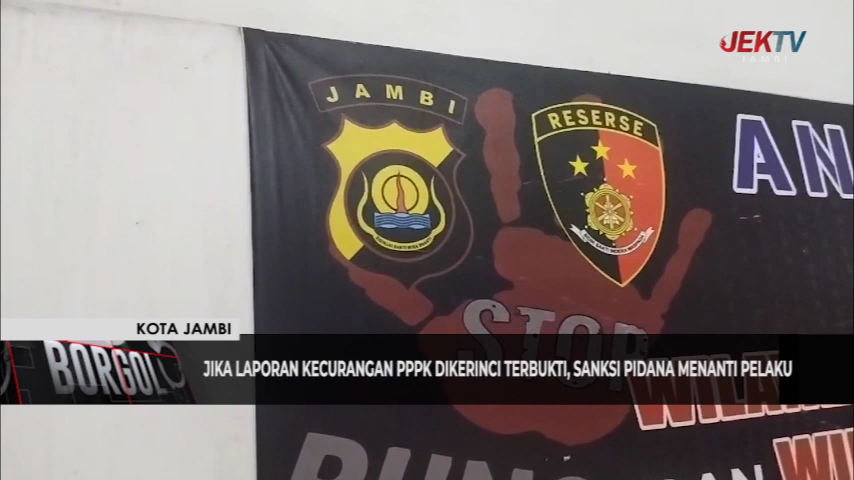 JEKTV
JAMBI
JAMBI
RESERSE
AN
STOP
KOTA JAMBI
BORGOL
JIKA LAPORAN KECURANGAN PPPK DIKERINCI TERBUKTI, SANKSI PIDANA MENANTI PELAKU